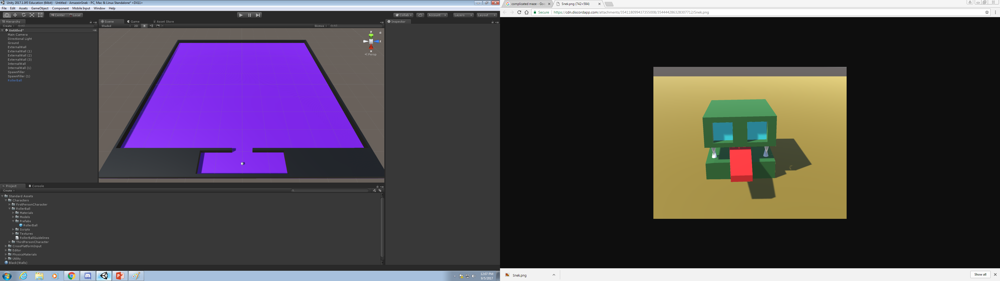 Unity 2017.1.0f3 Education (64bit) - Untitled - AmazeinSnek - PC, Mac & Linux Standalone* <DX11>
File Edit Assets GameObject Component Mobile Input Window Help
Center Local
Collab Account Layers Layout
Hierarchy
Create All
Untitled*
Main Camera
Directional Light
Ground
ExternalWall
ExternalWall (1)
ExternalWall (2)
ExternalWall (3)
InternalWall
InternalWall (1)
SpawnFiller
SpawnFiller (1)
RollerBall
Scene Game Asset Store
Shaded 2D Gizmos All
y
z
x
Persp
Inspector
Project Console
Create
Standard Assets
Characters
FirstPersonCharacter
RollerBall
Materials
Models
Prefabs
RollerBall
Scripts
Textures
RollerBallGuidelines
ThirdPersonCharacter
CrossPlatformInput
Editor
PhysicsMaterials
Utility
Black(Walls)
12:07 PM
9/5/2017
complicated maze - Goo
Snek.png (742×584)
Secure https://cdn.discordapp.com/attachments/354118099437355008/354444286328307712/Snek.png
Snek.png
Show all